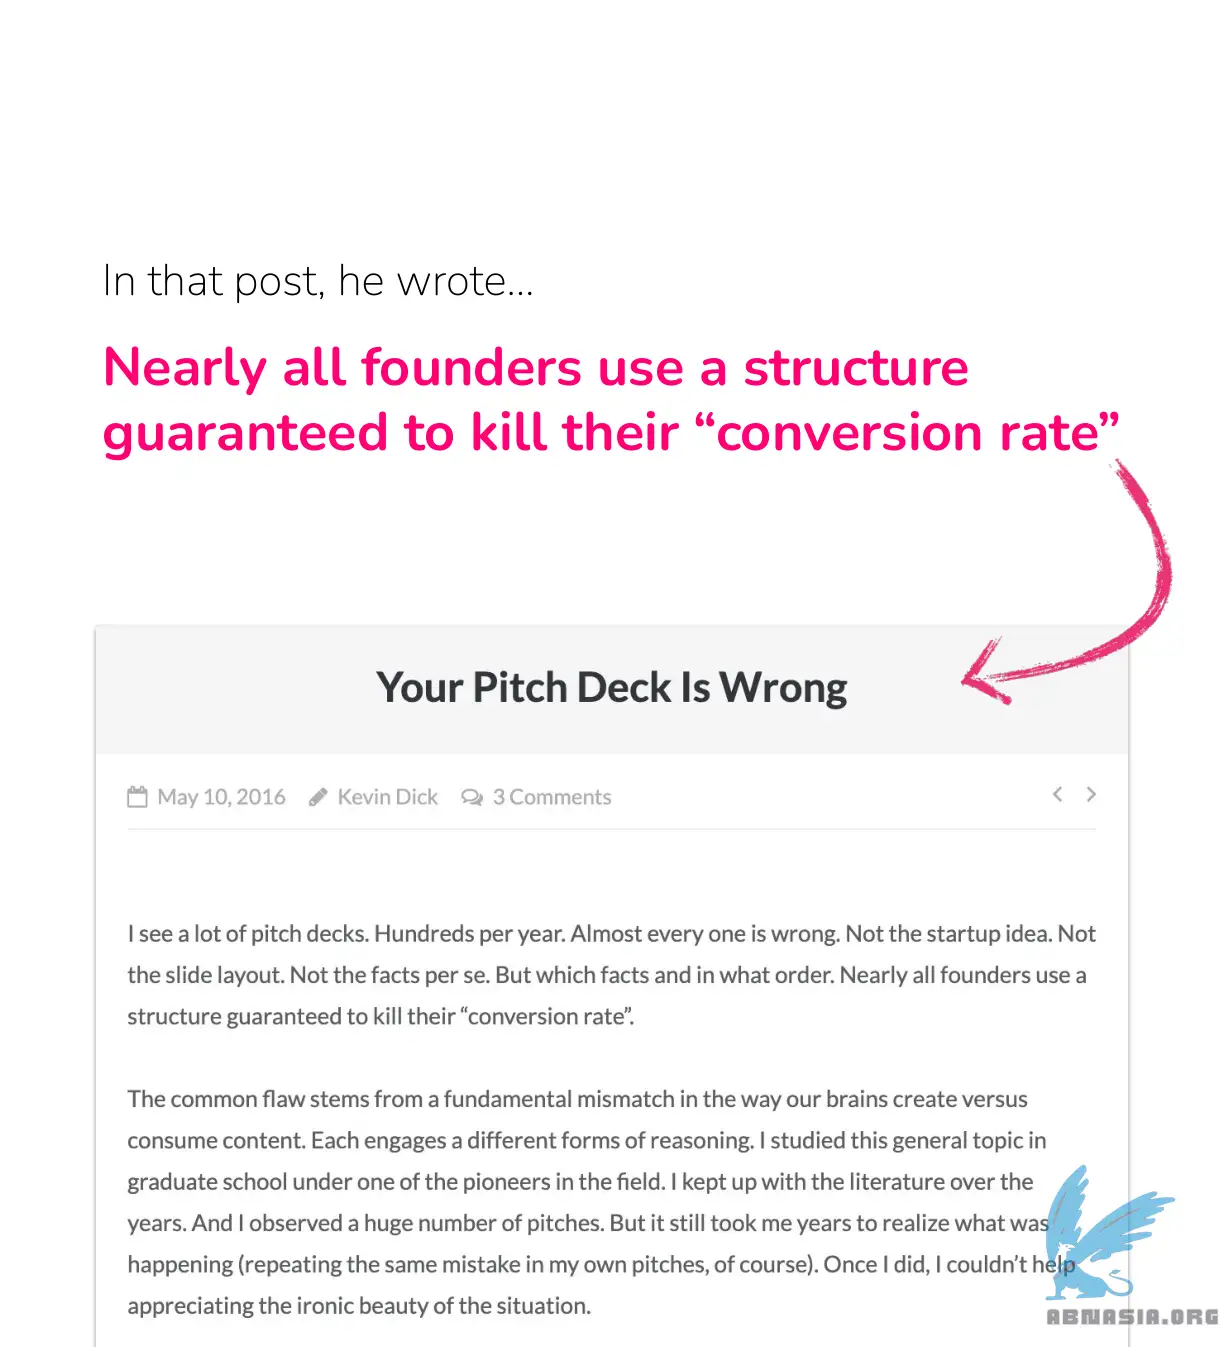 In that post, he wrote...
Nearly all founders use a structure
guaranteed to kill their “conversion rate”
Your Pitch Deck Is Wrong
May 10, 2016 Kevin Dick 3 Comments
I see a lot of pitch decks. Hundreds per year. Almost every one is wrong. Not the startup idea. Not
the slide layout. Not the facts per se. But which facts and in what order. Nearly all founders use a
structure guaranteed to kill their “conversion rate”.
The common flaw stems from a fundamental mismatch in the way our brains create versus
consume content. Each engages a different forms of reasoning. I studied this general topic in
graduate school under one of the pioneers in the field. I kept up with the literature over the
years. And I observed a huge number of pitches. But it still took me years to realize what was
happening (repeating the same mistake in my own pitches, of course). Once I did, I couldn’t help
appreciating the ironic beauty of the situation.
ABNASIA.ORG